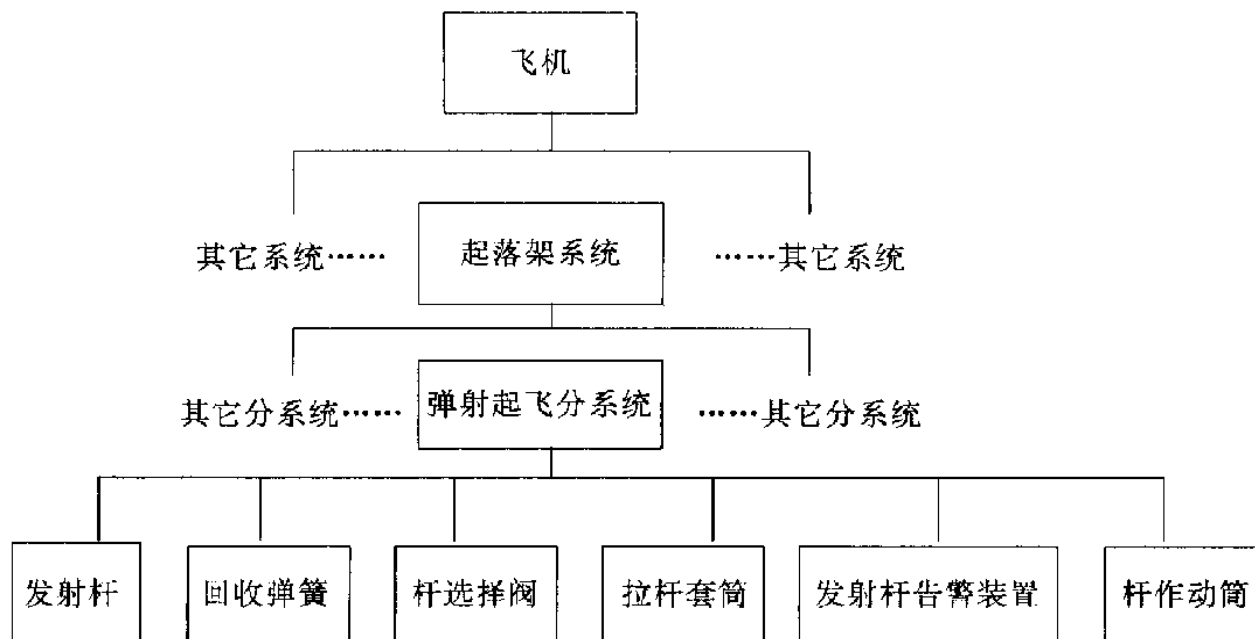 飞机
其它系统…… 起落架系统 ……其它系统
其它分系统…… 弹射起飞分系统 ……其它分系统
发射杆 回收弹簧 杆选择阀 拉杆套筒 发射杆告警装置 杆作动筒